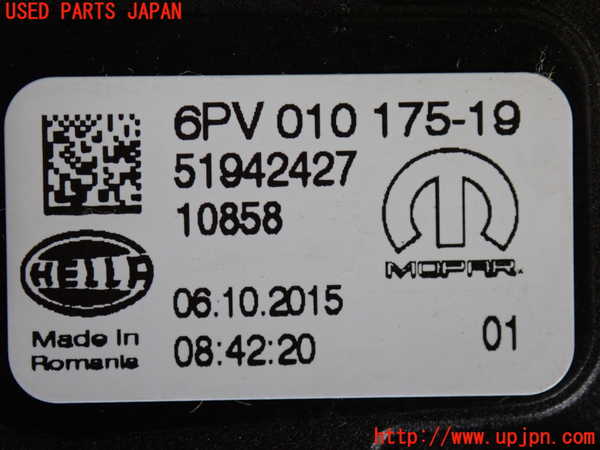 USED PARTS JAPAN
6PV 010 175-19
51942427
10858
HELLA
MOPAR
06.10.2015
Made in
Romania
08:42:20
01
http://www.upjpn.com